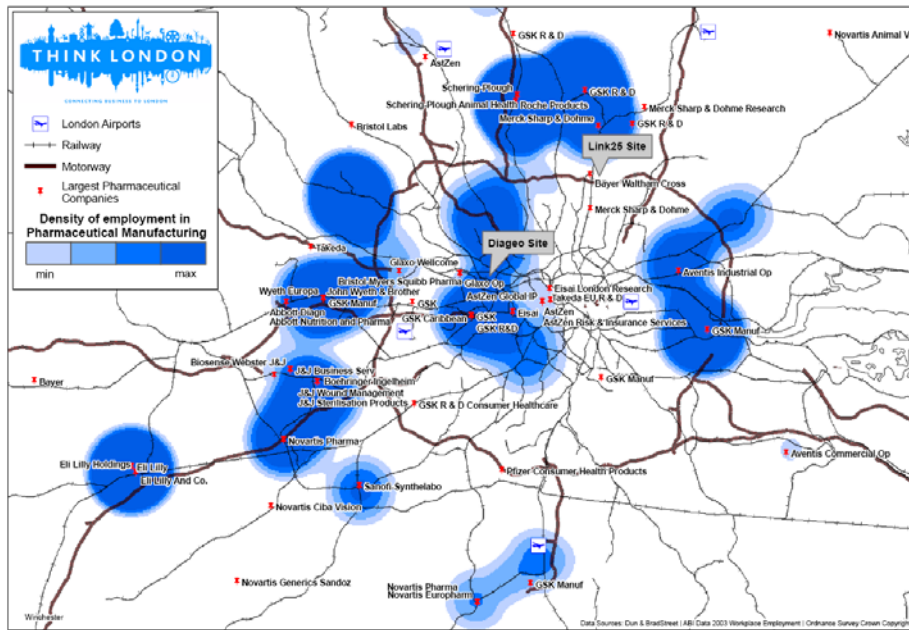 THINK LONDON
CONNECTING BUSINESS TO LONDON
London Airports
Railway
Motorway
Largest Pharmaceutical
Companies
Density of employment in
Pharmaceutical Manufacturing
min max
GSK R & D
Novartis Animal V
AstZen
Schering-Plough
GSK R & D
Schering-Plough Animal Health Roche Products
Merck Sharp & Dohme Research
Bristol Labs
Merck Sharp & Dohme
GSK R & D
Link25 Site
Bayer Waltham Cross
Merck Sharp & Dohme
Diageo Site
Takeda
Glaxo Wellcome
Bristol-Myers Squibb Pharma
Glaxo Op
Aventis Industrial Op
Wyeth Europa
John Wyeth & Brother
Eisai London Research
AstZen Global IP
Takeda EU R & D
GSK Manuf
GSK
Abbott-Diagn
Abbott Nutrition and Pharma
GSK Caribbean
GSK
Eisai
AstZen
GSK R&D
AstZen Risk & Insurance Services
GSK Manuf
Biosense Webster J&J
J&J Business Serv
Bayer
Boehringer-Ingelheim
GSK Manuf
J&J Wound Management
J&J Sterilisation Products
GSK R & D Consumer Healthcare
Novartis Pharma
Aventis Commercial Op
Eli Lilly Holdings
Eli Lilly
Pfizer Consumer Health Products
Eli Lilly And Co.
Sanofi-Synthelabo
Novartis Ciba Vision
Novartis Generics Sandoz
Novartis Pharma
GSK Manuf
Novartis Europharm
Winchester
Data Sources: Dun & BradStreet | ABI Data 2003 Workplace Employment | Ordnance Survey Crown Copyright